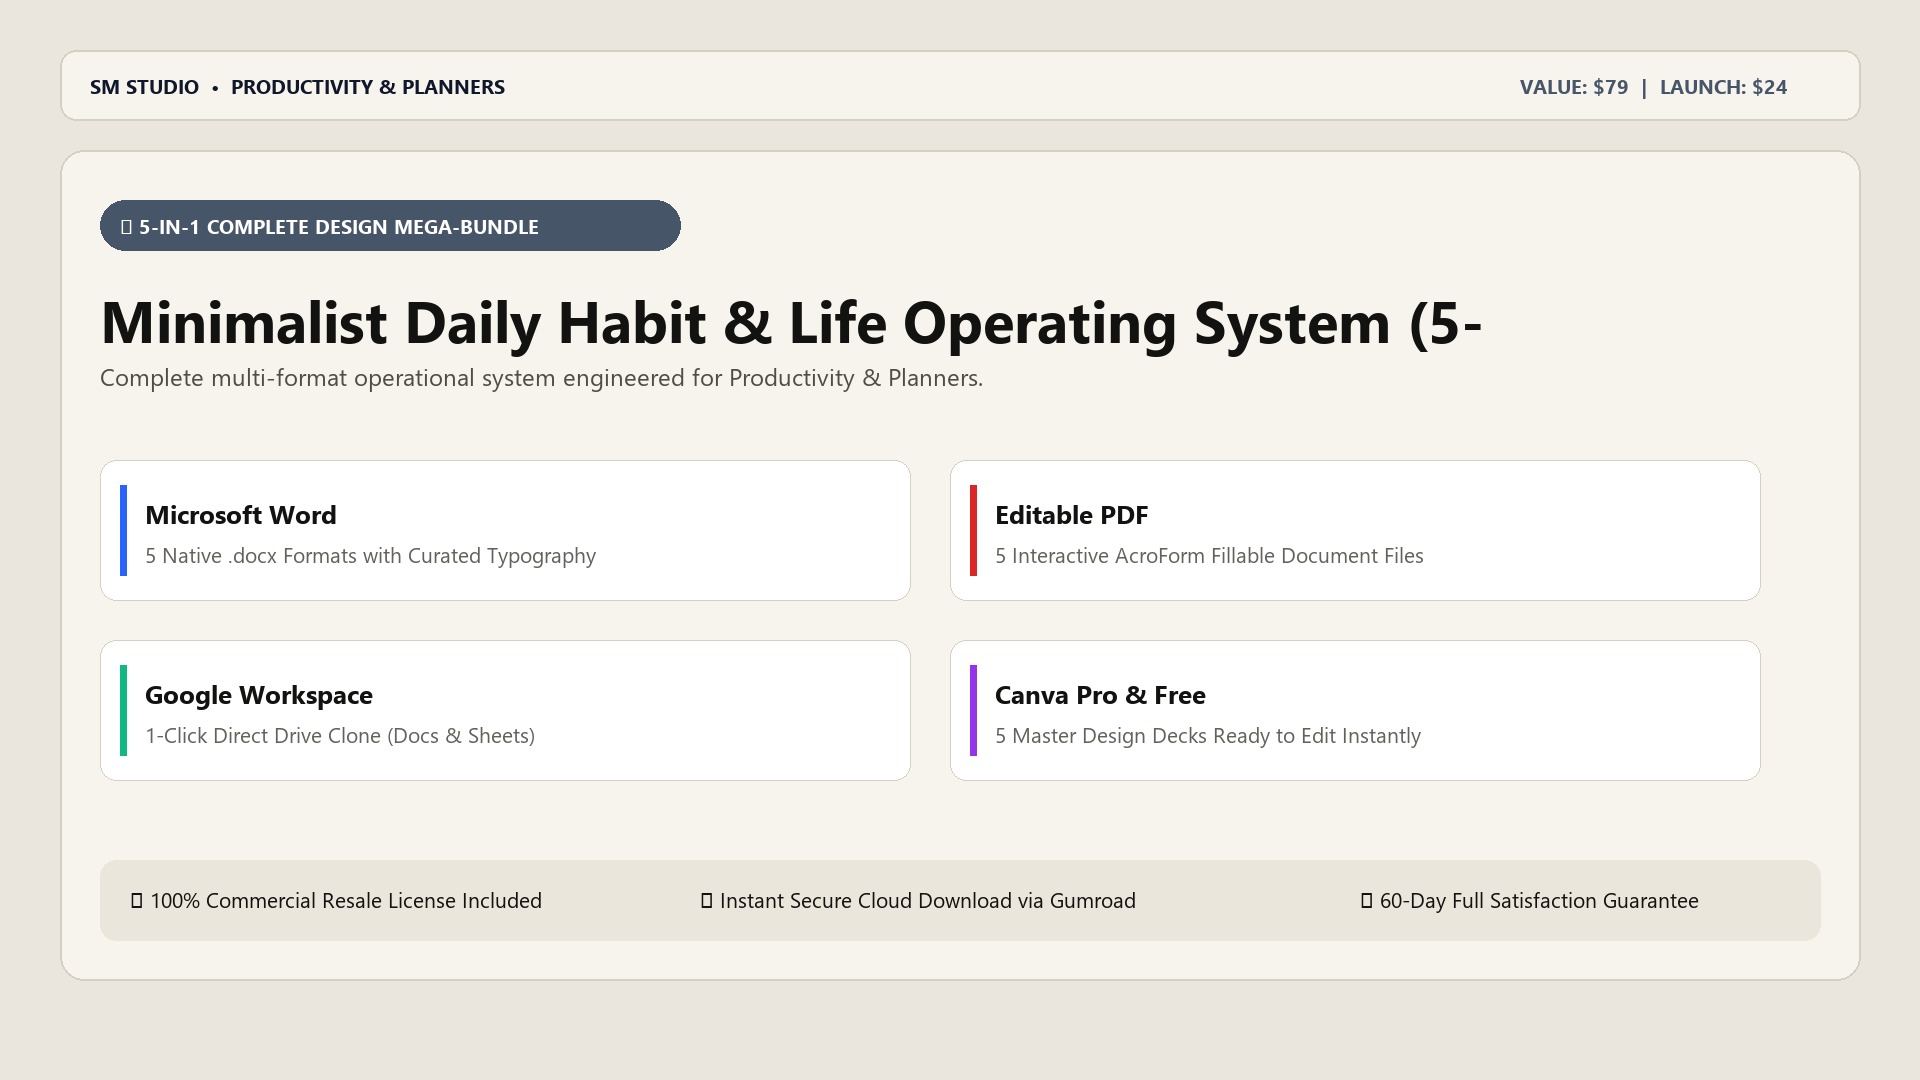 SM STUDIO • PRODUCTIVITY & PLANNERS
VALUE: $79 | LAUNCH: $24
5-IN-1 COMPLETE DESIGN MEGA-BUNDLE
Minimalist Daily Habit & Life Operating System (5-
Complete multi-format operational system engineered for Productivity & Planners.
Microsoft Word
5 Native .docx Formats with Curated Typography
Editable PDF
5 Interactive AcroForm Fillable Document Files
Google Workspace
1-Click Direct Drive Clone (Docs & Sheets)
Canva Pro & Free
5 Master Design Decks Ready to Edit Instantly
100% Commercial Resale License Included
Instant Secure Cloud Download via Gumroad
60-Day Full Satisfaction Guarantee